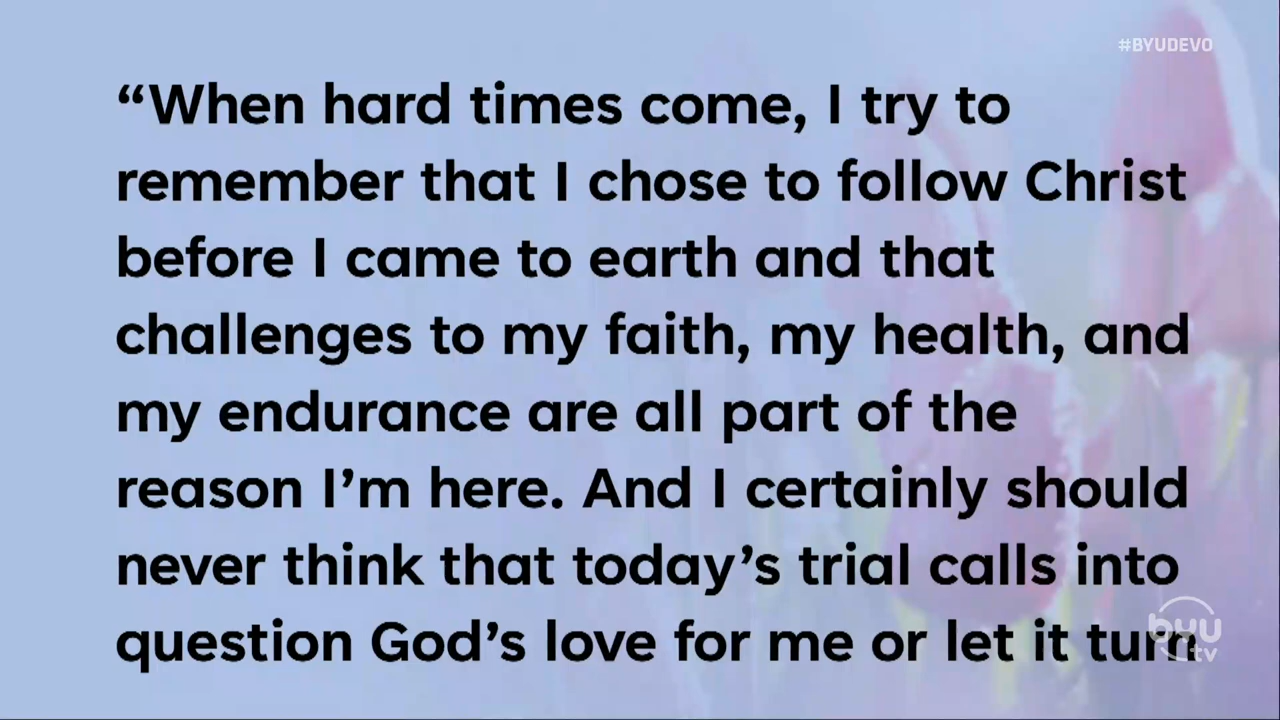 #BYUDEVO
“When hard times come, I try to
remember that I chose to follow Christ
before I came to earth and that
challenges to my faith, my health, and
my endurance are all part of the
reason I’m here. And I certainly should
never think that today’s trial calls into
question God’s love for me or let it turn
byu
tv